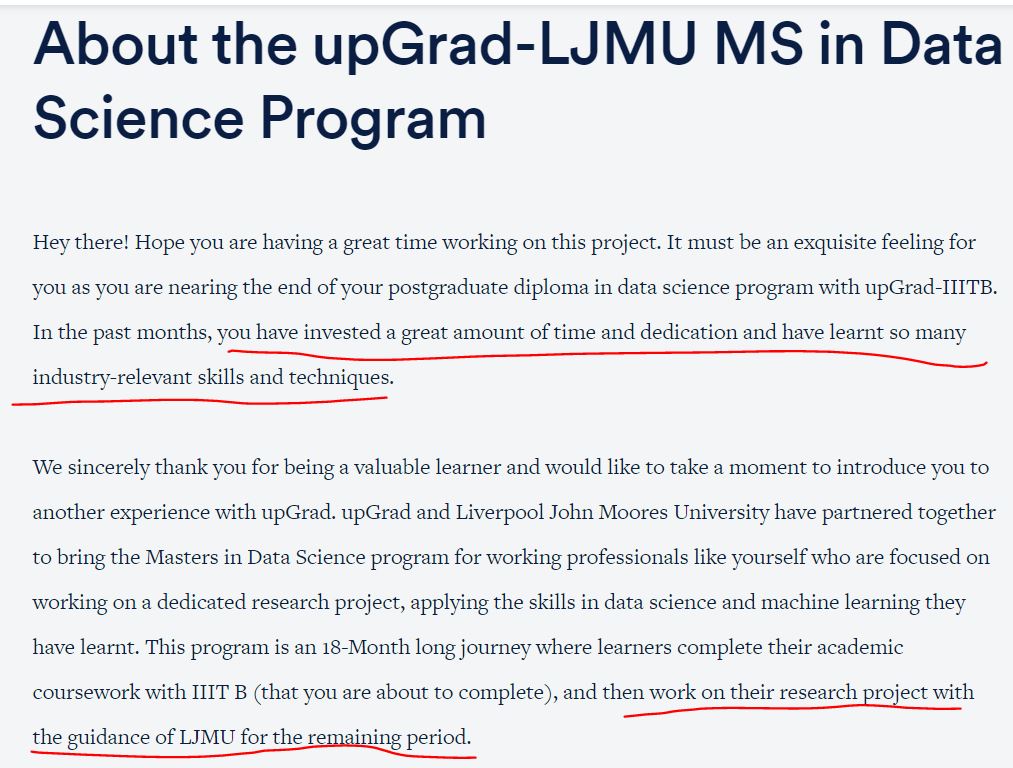 About the upGrad-LJMU MS in Data
Science Program
Hey there! Hope you are having a great time working on this project. It must be an exquisite feeling for
you as you are nearing the end of your postgraduate diploma in data science program with upGrad-IIITB.
In the past months, you have invested a great amount of time and dedication and have learnt so many
industry-relevant skills and techniques.
We sincerely thank you for being a valuable learner and would like to take a moment to introduce you to
another experience with upGrad. upGrad and Liverpool John Moores University have partnered together
to bring the Masters in Data Science program for working professionals like yourself who are focused on
working on a dedicated research project, applying the skills in data science and machine learning they
have learnt. This program is an 18-Month long journey where learners complete their academic
coursework with IIIT B (that you are about to complete), and then work on their research project with
the guidance of LJMU for the remaining period.